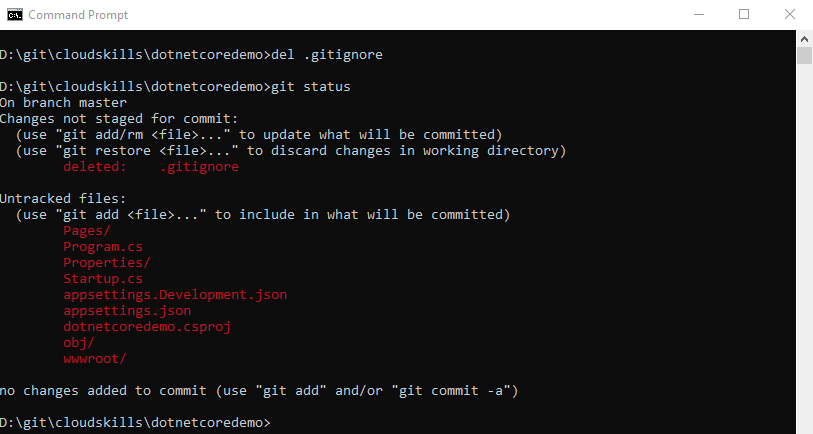 Command Prompt
D:\git\cloudskills\dotnetcoredemo>del .gitignore
D:\git\cloudskills\dotnetcoredemo>git status
On branch master
Changes not staged for commit:
  (use "git add/rm <file>..." to update what will be committed)
  (use "git restore <file>..." to discard changes in working directory)
        deleted:    .gitignore
Untracked files:
  (use "git add <file>..." to include in what will be committed)
        Pages/
        Program.cs
        Properties/
        Startup.cs
        appsettings.Development.json
        appsettings.json
        dotnetcoredemo.csproj
        obj/
        wwwroot/
no changes added to commit (use "git add" and/or "git commit -a")
D:\git\cloudskills\dotnetcoredemo>